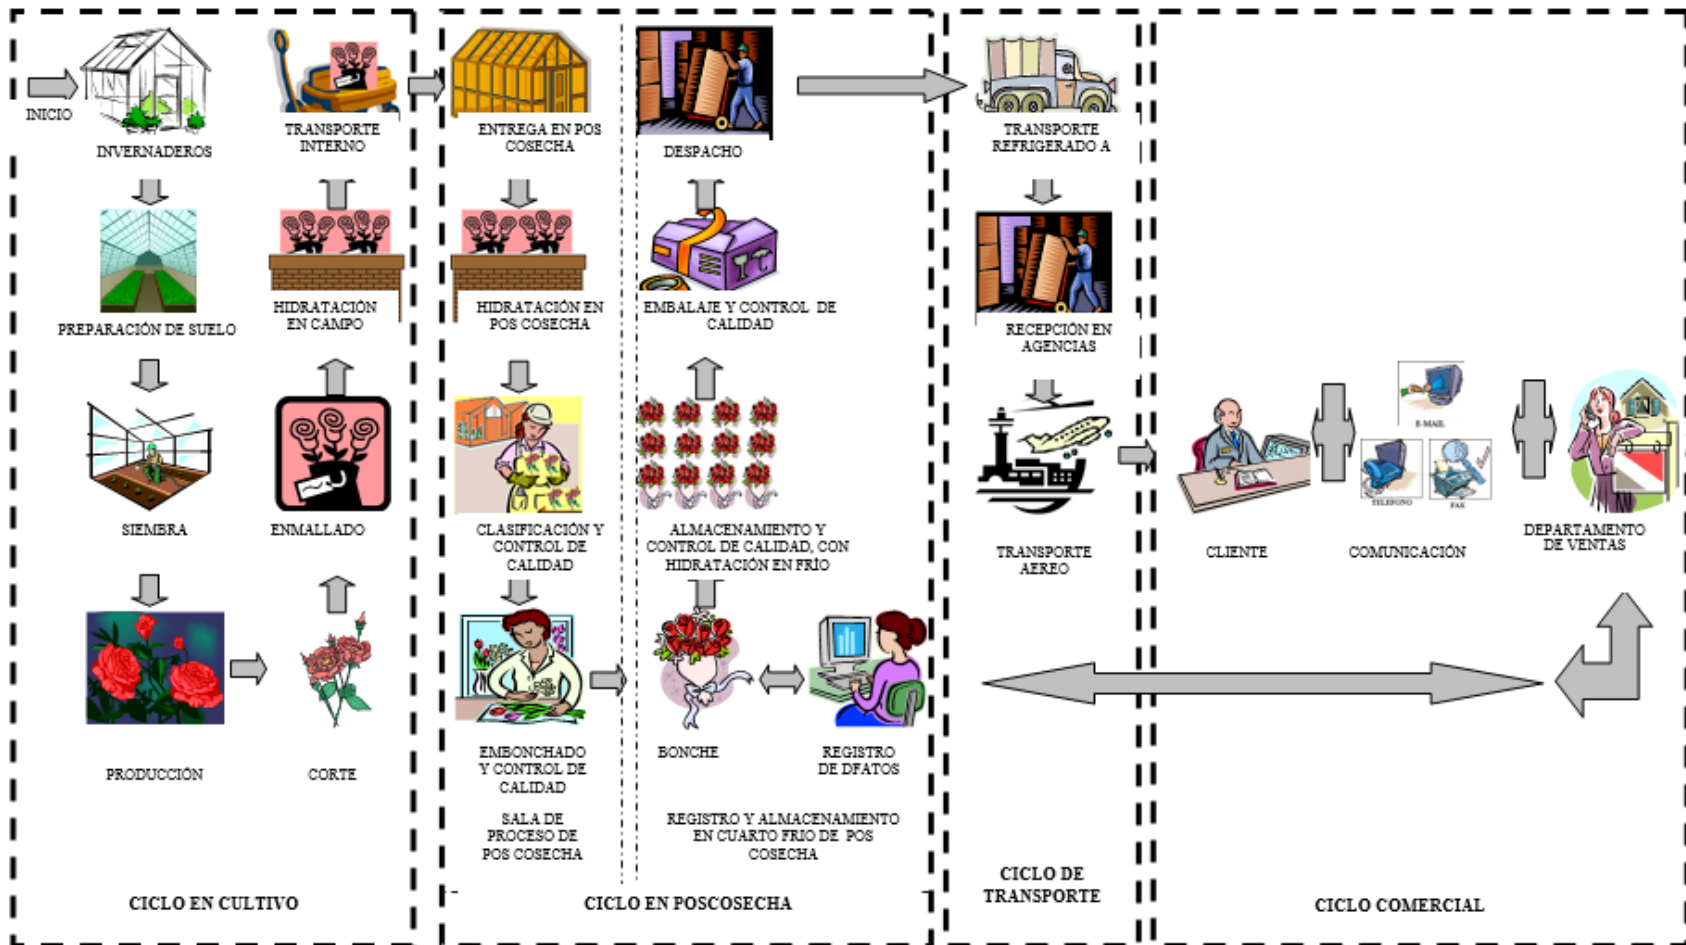 INICIO
INVERNADEROS
PREPARACIÓN DE SUELO
SIEMBRA
PRODUCCIÓN
CORTE
ENMALLADO
HIDRATACIÓN
EN CAMPO
TRANSPORTE
INTERNO
CICLO EN CULTIVO
ENTREGA EN POS
COSECHA
HIDRATACIÓN EN
POS COSECHA
CLASIFICACIÓN Y
CONTROL DE
CALIDAD
EMBONCHADO
Y CONTROL DE
CALIDAD
SALA DE
PROCESO DE
POS COSECHA
BONCHE
REGISTRO
DE DFATOS
ALMACENAMIENTO Y
CONTROL DE CALIDAD, CON
HIDRATACIÓN EN FRÍO
EMBALAJE Y CONTROL DE
CALIDAD
DESPACHO
REGISTRO Y ALMACENAMIENTO
EN CUARTO FRIO DE POS
COSECHA
CICLO EN POSCOSECHA
TRANSPORTE
REFRIGERADO A
RECEPCIÓN EN
AGENCIAS
TRANSPORTE
AEREO
CICLO DE
TRANSPORTE
CLIENTE
E-MAIL
TELEFONO
FAX
COMUNICACIÓN
DEPARTAMENTO
DE VENTAS
CICLO COMERCIAL